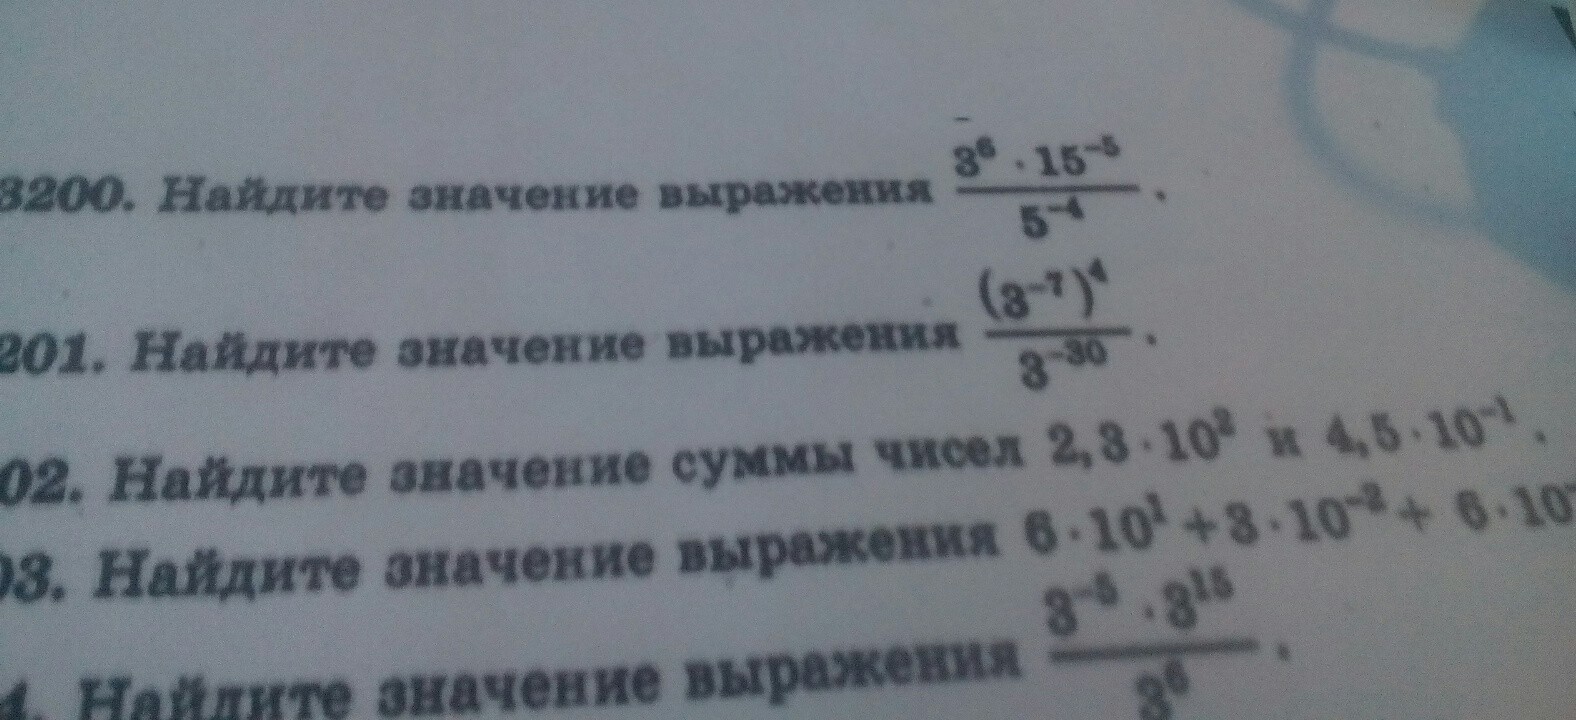 3200. Найдите значение выражения 3⁶ · 15⁻⁵ / 5⁻⁴.
201. Найдите значение выражения (3⁻⁷)⁴ / 3⁻³⁰.
02. Найдите значение суммы чисел 2,3 · 10² и 4,5 · 10⁻¹.
03. Найдите значение выражения 6 · 10¹ + 3 · 10⁻² + 6 · 10⁻
4. Найдите значение выражения 3⁻⁵ · 3¹⁵ / 3⁶.